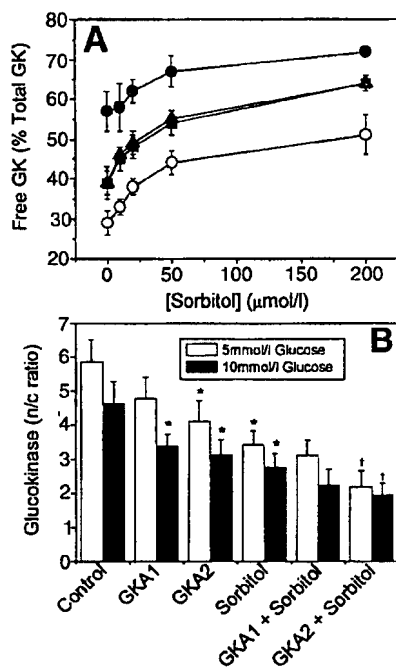 A
Free GK (% Total GK)
80
70
60
50
40
30
20
0
50
100
150
200
[Sorbitol] (μmol/l)
B
Glucokinase (n/c ratio)
7
6
5
4
3
2
1
0
5mmol/l Glucose
10mmol/l Glucose
*
*
*
*
*
†
†
Control
GKA1
GKA2
Sorbitol
GKA1 + Sorbitol
GKA2 + Sorbitol